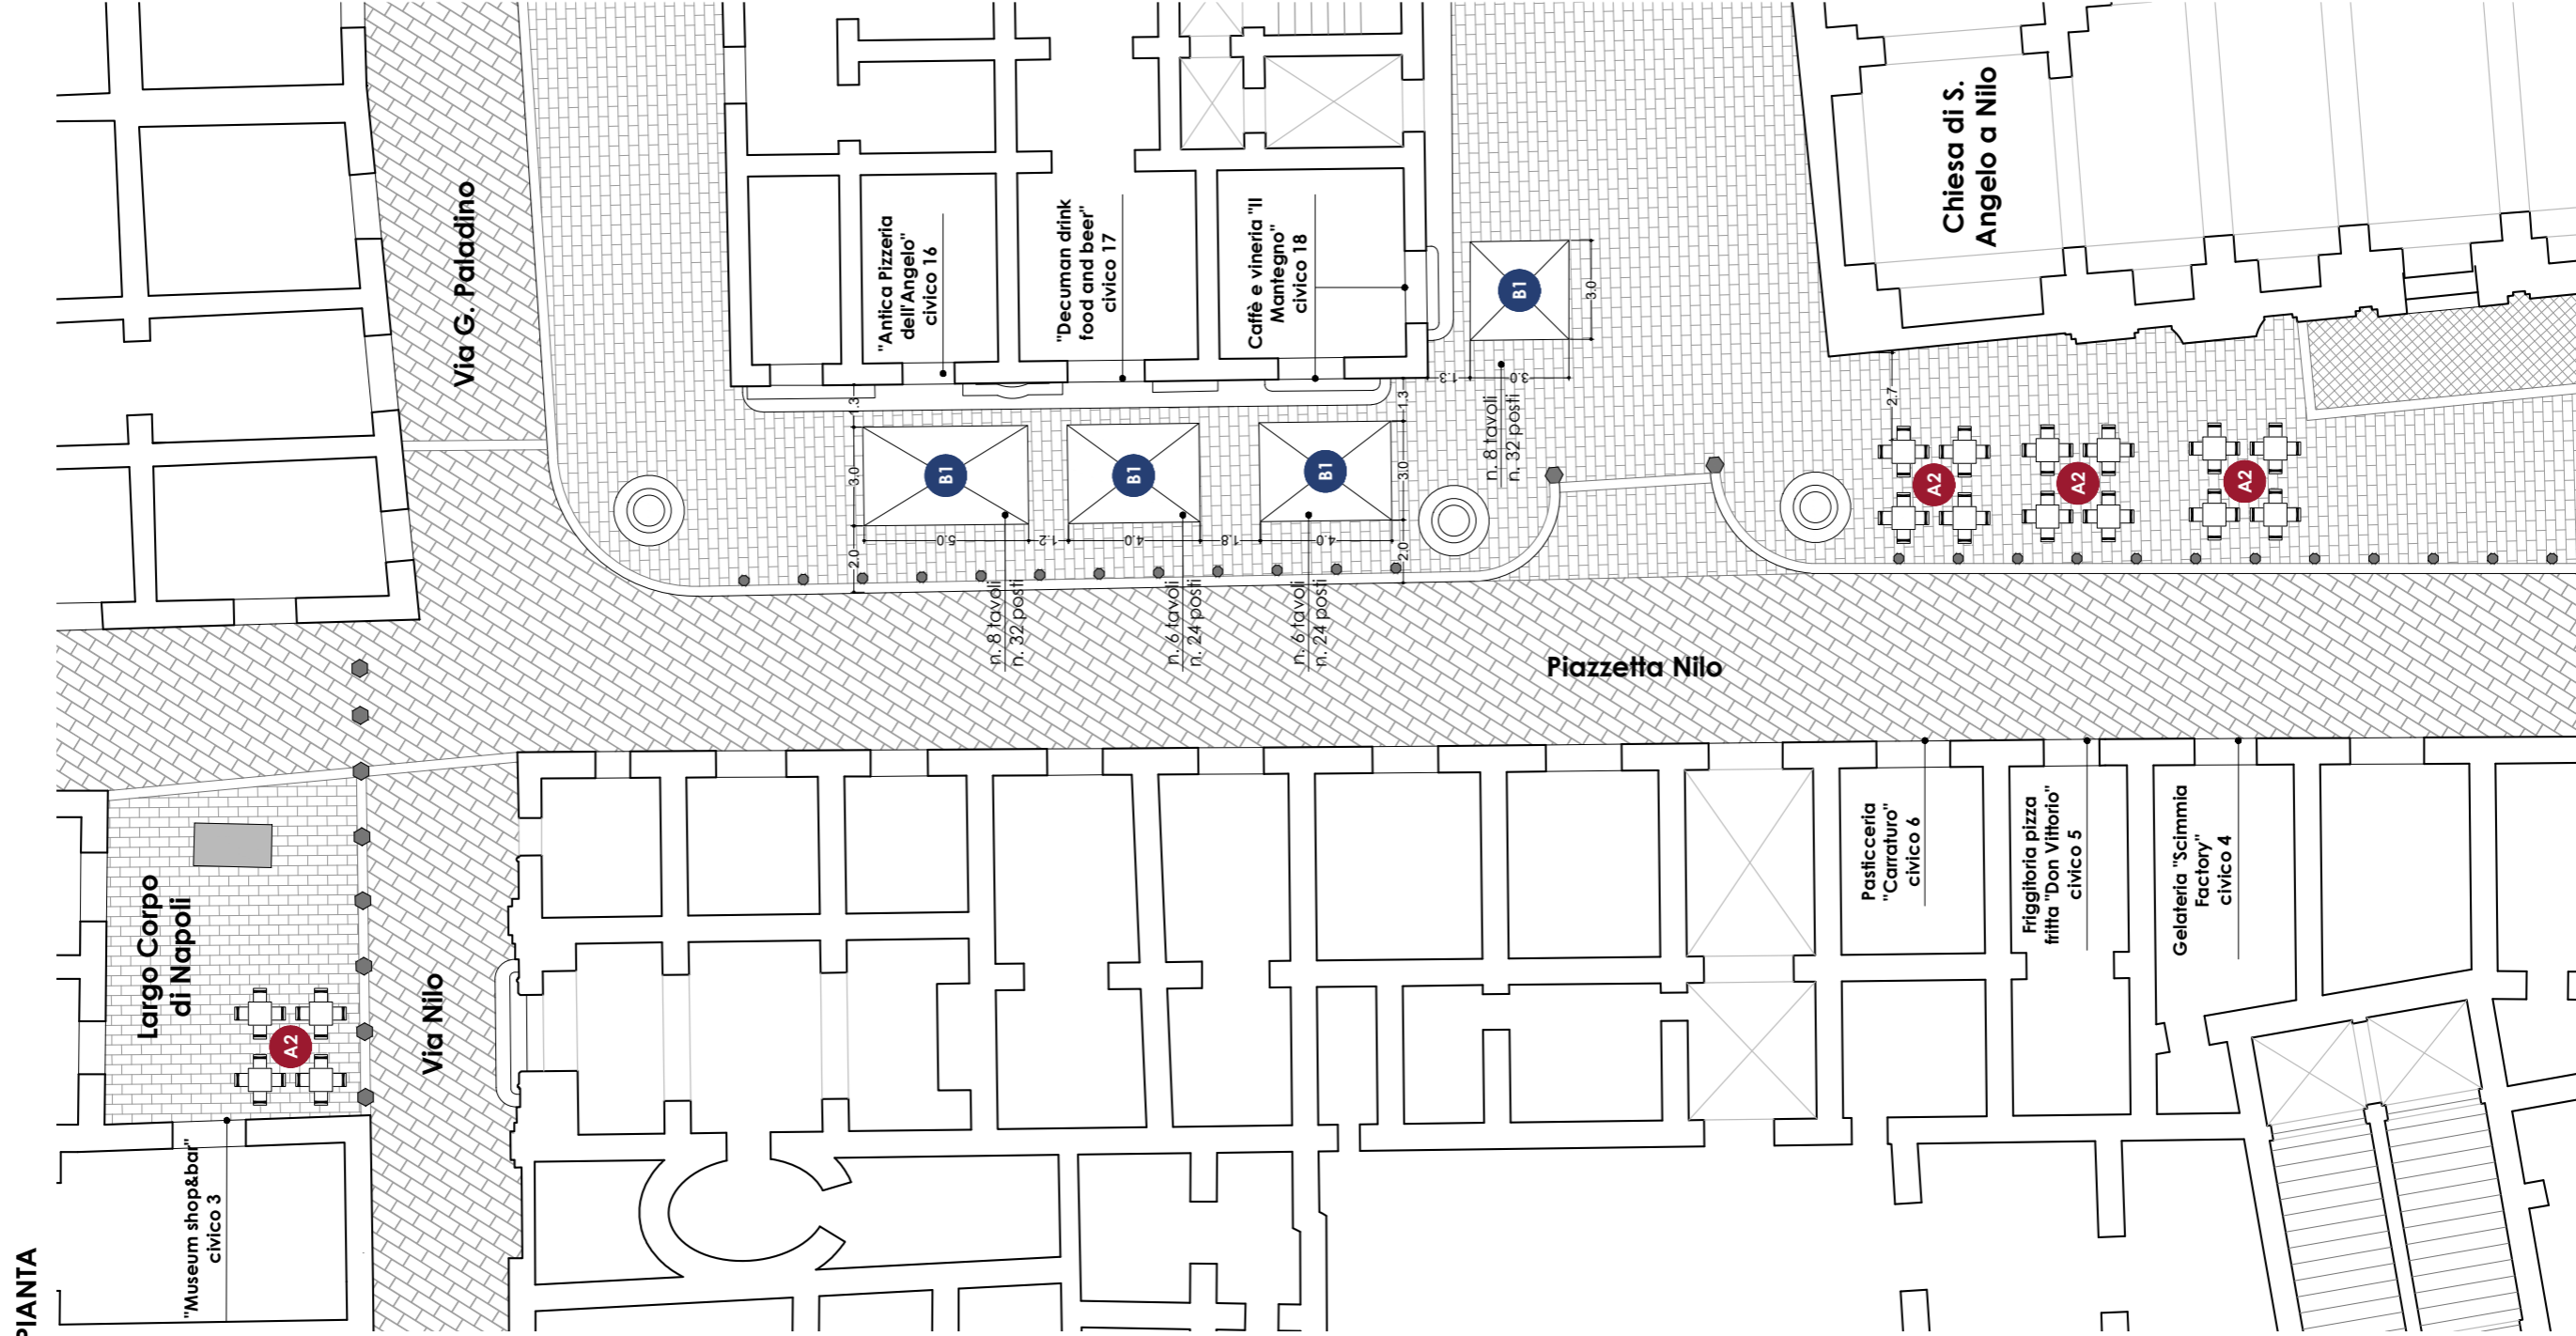 PIANTA
Largo Corpo
di Napoli
A2
"Museum shop&bar"
civico 3
Via Nilo
Via G. Paladino
"Antica Pizzeria
dell'Angelo"
civico 16
"Decuman drink
food and beer"
civico 17
Caffè e vineria "Il
Mantegno"
civico 18
B1
B1
B1
B1
1.3
3.0
2.0
5.0
1.2
4.0
1.8
4.0
1.3
3.0
2.0
1.3
3.0
3.0
n. 8 tavoli
n. 32 posti
n. 6 tavoli
n. 24 posti
n. 6 tavoli
n. 24 posti
n. 8 tavoli
n. 32 posti
Piazzetta Nilo
Chiesa di S.
Angelo a Nilo
2.7
A2
A2
A2
Pasticceria
"Carraturo"
civico 6
Friggitoria pizza
fritta "Don Vittorio"
civico 5
Gelateria "Scimmia
Factory"
civico 4